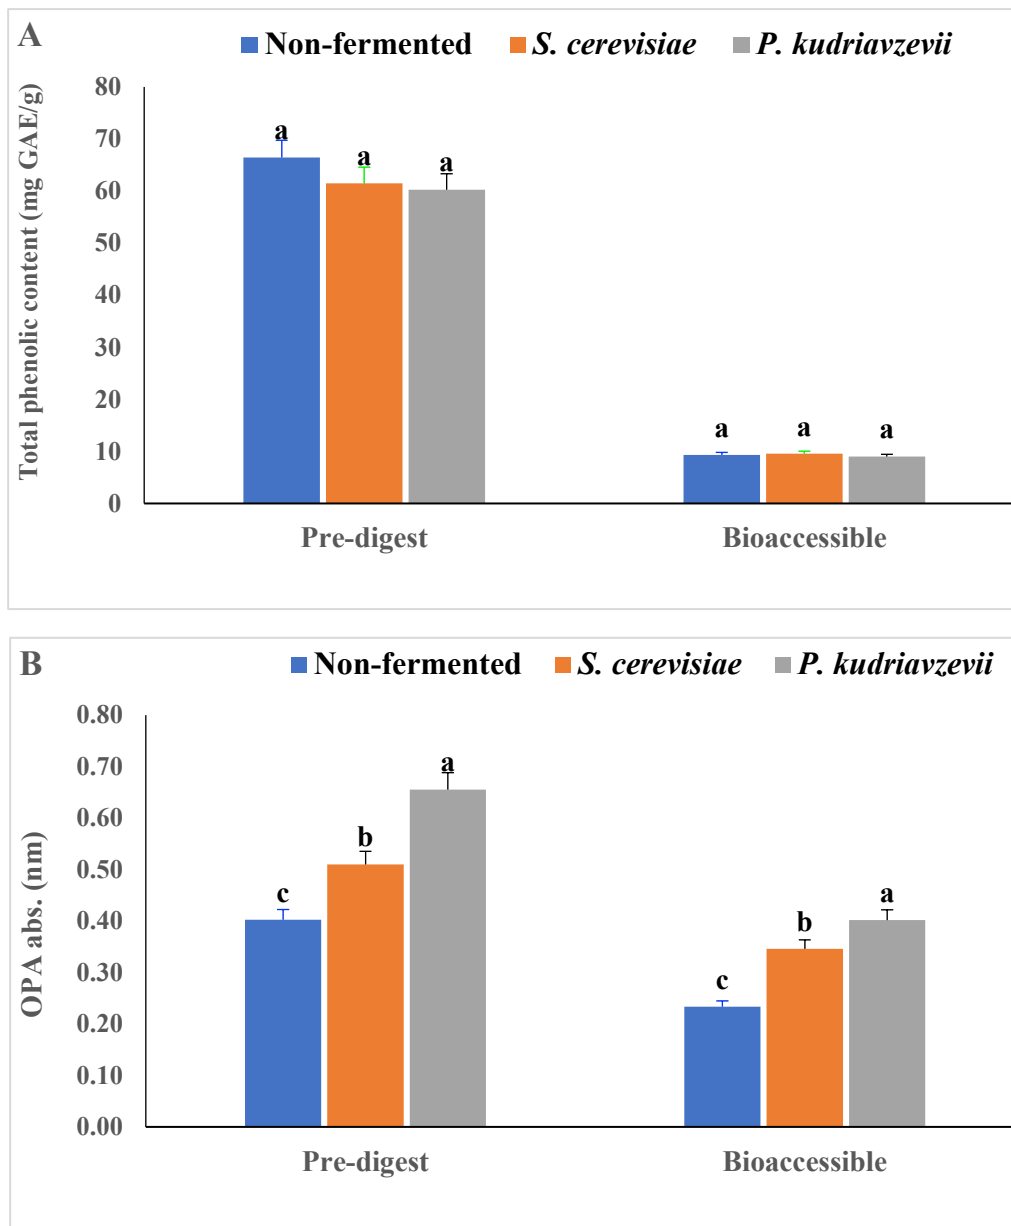 A
Non-fermented S. cerevisiae P. kudriavzevii
Total phenolic content (mg GAE/g)
80
70
60
50
40
30
20
10
0
a a a
a a a
Pre-digest Bioaccessible
B
Non-fermented S. cerevisiae P. kudriavzevii
OPA abs. (nm)
0.80
0.70
0.60
0.50
0.40
0.30
0.20
0.10
0.00
c b a
c b a
Pre-digest Bioaccessible